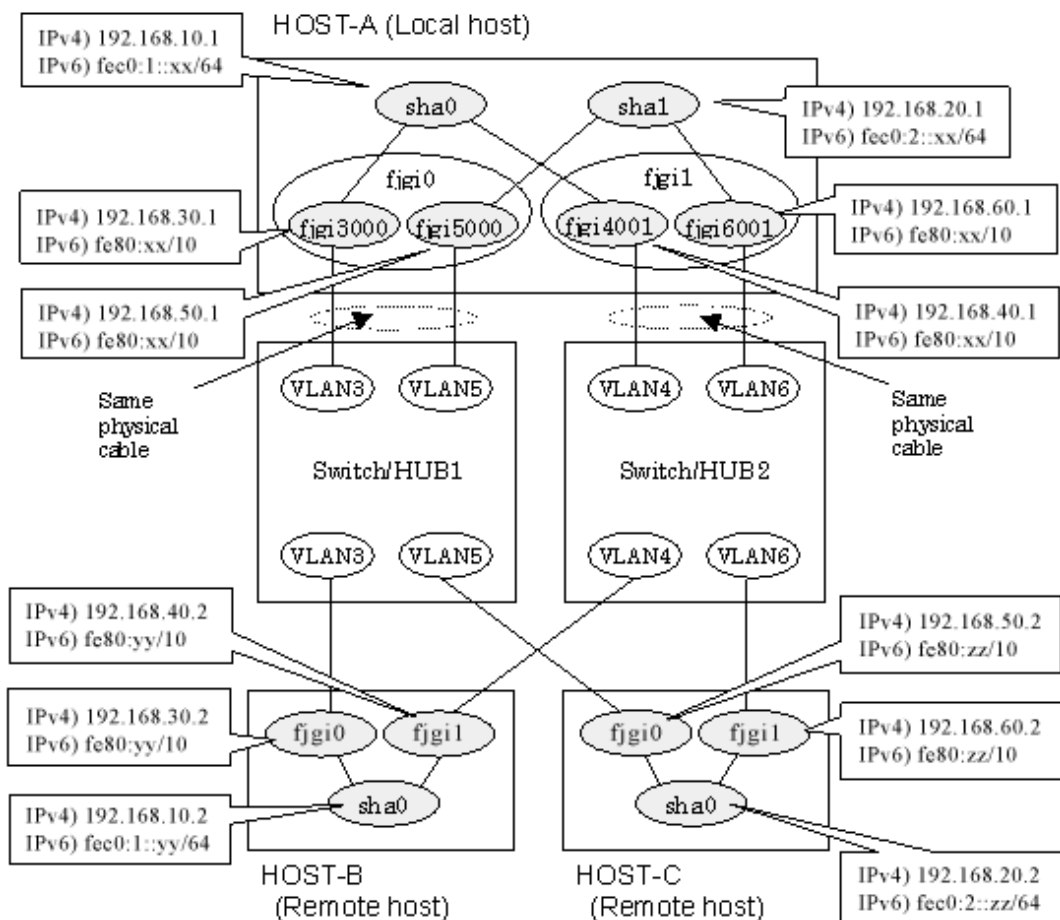 HOST-A (Local host)
IPv4) 192.168.10.1
IPv6) fec0:1::xx/64
sha0
sha1
IPv4) 192.168.20.1
IPv6) fec0:2::xx/64
fjgi0
fjgi1
IPv4) 192.168.30.1
IPv6) fe80:xx/10
fjgi3000
fjgi5000
fjgi4001
fjgi6001
IPv4) 192.168.60.1
IPv6) fe80:xx/10
IPv4) 192.168.50.1
IPv6) fe80:xx/10
IPv4) 192.168.40.1
IPv6) fe80:xx/10
Same
physical
cable
VLAN3
VLAN5
VLAN4
VLAN6
Same
physical
cable
Switch/HUB1
Switch/HUB2
VLAN3
VLAN5
VLAN4
VLAN6
IPv4) 192.168.40.2
IPv6) fe80:yy/10
IPv4) 192.168.50.2
IPv6) fe80:zz/10
IPv4) 192.168.30.2
IPv6) fe80:yy/10
fjgi0
fjgi1
fjgi0
fjgi1
IPv4) 192.168.60.2
IPv6) fe80:zz/10
IPv4) 192.168.10.2
IPv6) fec0:1::yy/64
sha0
sha0
HOST-B
(Remote host)
HOST-C
(Remote host)
IPv4) 192.168.20.2
IPv6) fec0:2::zz/64